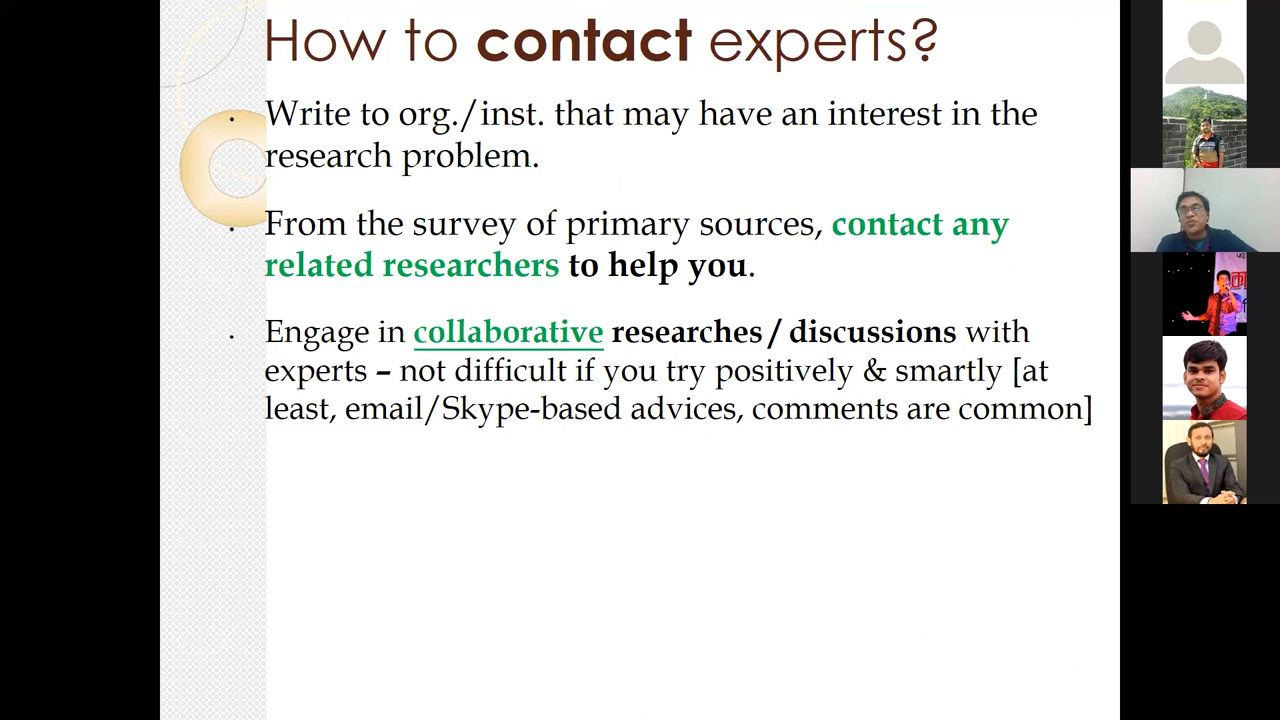 How to contact experts?
• Write to org./inst. that may have an interest in the
research problem.
• From the survey of primary sources, contact any
related researchers to help you.
• Engage in collaborative researches / discussions with
experts – not difficult if you try positively & smartly [at
least, email/Skype-based advices, comments are common]